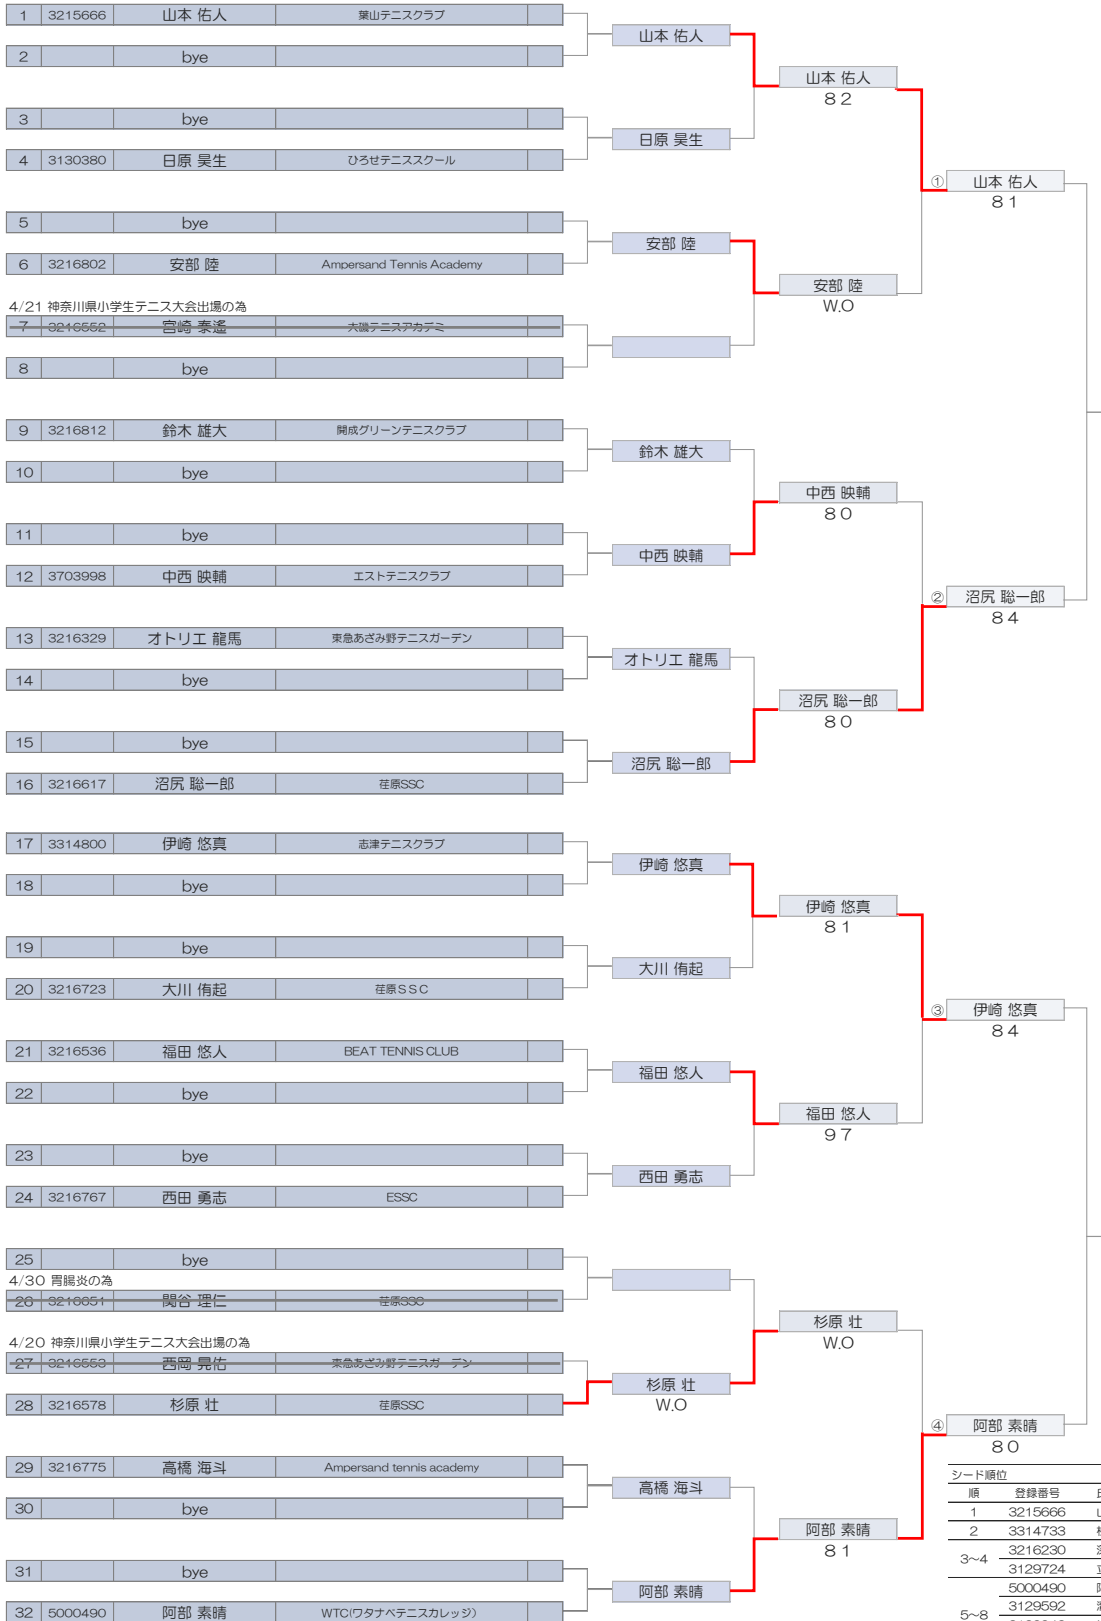 1 3215666 山本 佑人 葉山テニスクラブ
山本 佑人
2 bye
山本 佑人
8 2
3 bye
日原 昊生
4 3130380 日原 昊生 ひろせテニススクール
① 山本 佑人
8 1
5 bye
安部 陸
6 3216802 安部 陸 Ampersand Tennis Academy
安部 陸
W.O
4/21 神奈川県小学生テニス大会出場の為
7 3216552 宮崎 泰遙 大磯テニスアカデミ
8 bye
9 3216812 鈴木 雄大 開成グリーンテニスクラブ
鈴木 雄大
10 bye
中西 映輔
8 0
11 bye
中西 映輔
12 3703998 中西 映輔 エストテニスクラブ
② 沼尻 聡一郎
8 4
13 3216329 オトリエ 龍馬 東急あざみ野テニスガーデン
オトリエ 龍馬
14 bye
沼尻 聡一郎
8 0
15 bye
沼尻 聡一郎
16 3216617 沼尻 聡一郎 荏原SSC
17 3314800 伊崎 悠真 志津テニスクラブ
伊崎 悠真
18 bye
伊崎 悠真
8 1
19 bye
大川 侑起
20 3216723 大川 侑起 荏原ＳＳＣ
③ 伊崎 悠真
8 4
21 3216536 福田 悠人 BEAT TENNIS CLUB
福田 悠人
22 bye
福田 悠人
9 7
23 bye
西田 勇志
24 3216767 西田 勇志 ESSC
25 bye
4/30 胃腸炎の為
26 3216651 関谷 理仁 荏原SSC
杉原 壮
W.O
4/20 神奈川県小学生テニス大会出場の為
27 3216553 西岡 晃佑 東急あざみ野テニスガーデン
杉原 壮
W.O
28 3216578 杉原 壮 荏原SSC
④ 阿部 素晴
8 0
29 3216775 高橋 海斗 Ampersand tennis academy
高橋 海斗
30 bye
阿部 素晴
8 1
31 bye
阿部 素晴
32 5000490 阿部 素晴 WTC(ワタナベテニスカレッジ)
シード順位
順 登録番号
1 3215666
2 3314733
3～4 3216230
3129724
5～8 5000490
3129592